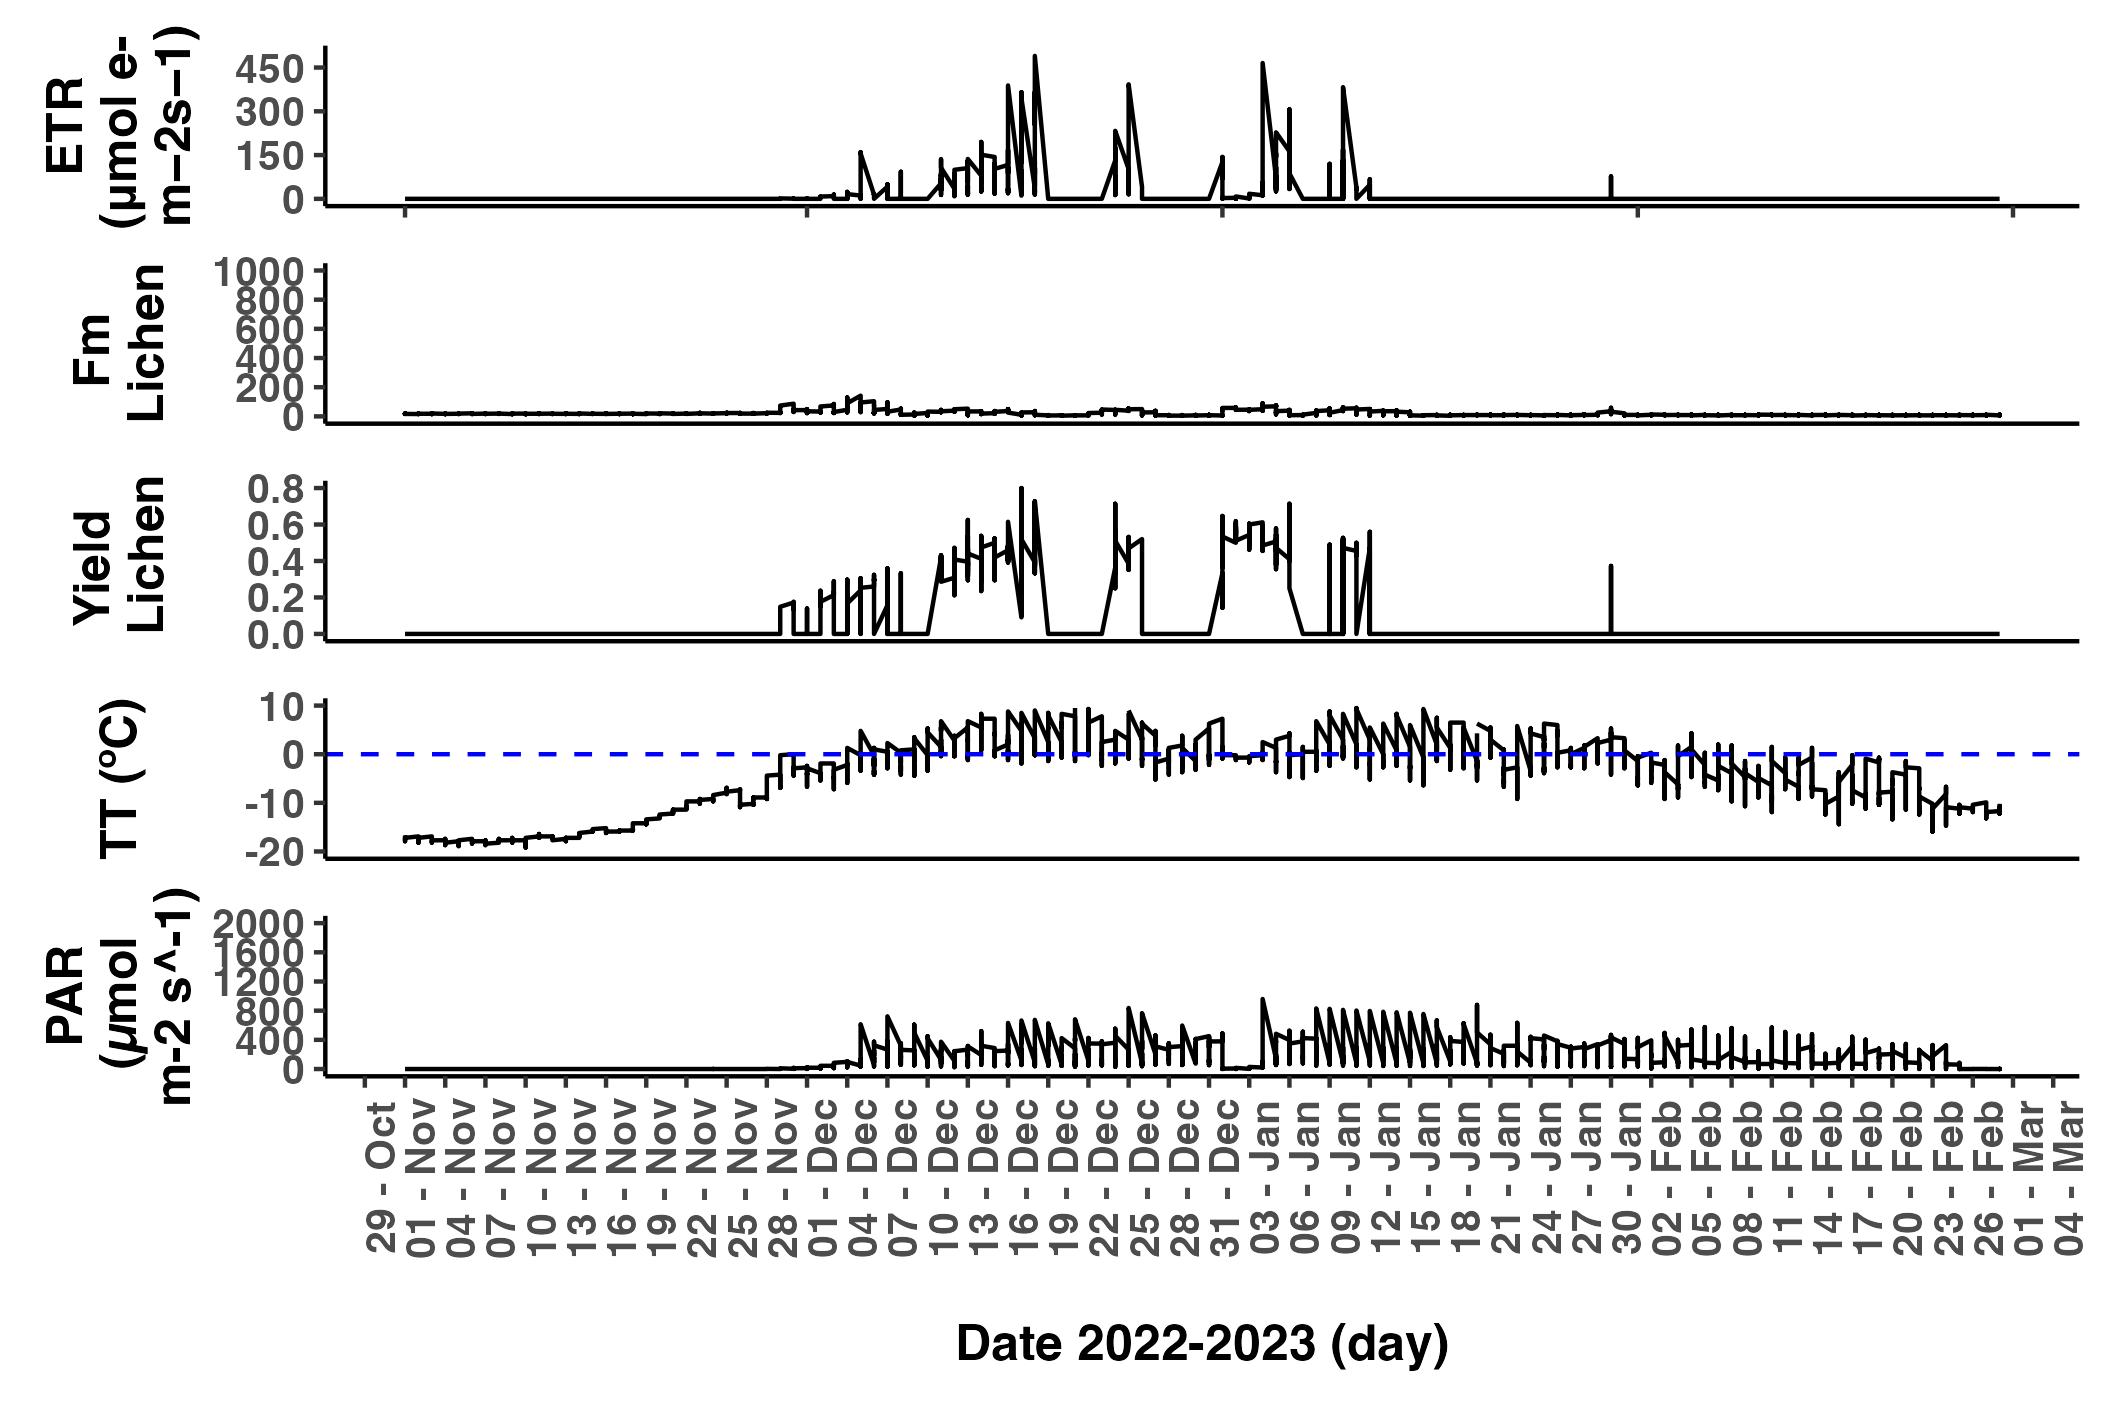 ETR
(µmol e-
m−2s−1)
450
300
150
0
Fm
Lichen
1000
800
600
400
200
0
Yield
Lichen
0.8
0.6
0.4
0.2
0.0
TT (ºC)
10
0
-10
-20
PAR
(µmol
m-2 s^-1)
2000
1600
1200
800
400
0
29 - Oct
01 - Nov
04 - Nov
07 - Nov
10 - Nov
13 - Nov
16 - Nov
19 - Nov
22 - Nov
25 - Nov
28 - Nov
01 - Dec
04 - Dec
07 - Dec
10 - Dec
13 - Dec
16 - Dec
19 - Dec
22 - Dec
25 - Dec
28 - Dec
31 - Dec
03 - Jan
06 - Jan
09 - Jan
12 - Jan
15 - Jan
18 - Jan
21 - Jan
24 - Jan
27 - Jan
30 - Jan
02 - Feb
05 - Feb
08 - Feb
11 - Feb
14 - Feb
17 - Feb
20 - Feb
23 - Feb
26 - Feb
01 - Mar
04 - Mar
Date 2022-2023 (day)